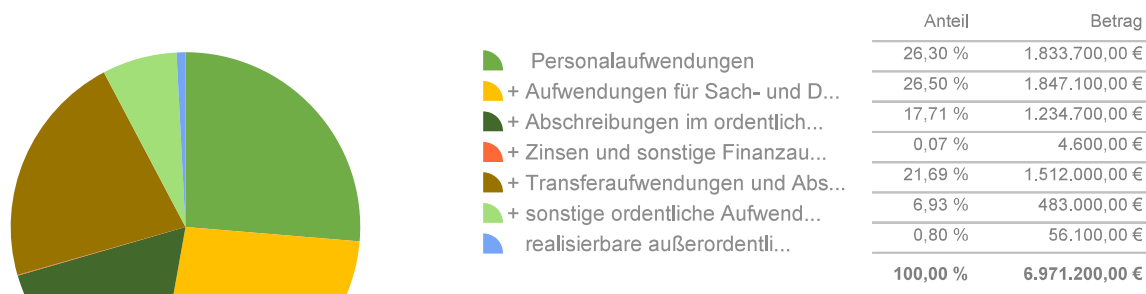 Anteil Betrag
Personalaufwendungen 26,30 % 1.833.700,00 €
+ Aufwendungen für Sach- und D... 26,50 % 1.847.100,00 €
+ Abschreibungen im ordentlich... 17,71 % 1.234.700,00 €
+ Zinsen und sonstige Finanzau... 0,07 % 4.600,00 €
+ Transferaufwendungen und Abs... 21,69 % 1.512.000,00 €
+ sonstige ordentliche Aufwend... 6,93 % 483.000,00 €
realisierbare außerordentli... 0,80 % 56.100,00 €
100,00 % 6.971.200,00 €